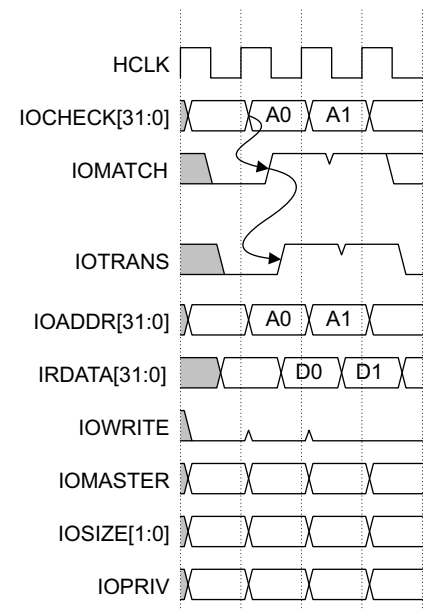 HCLK
IOCHECK[31:0] A0 A1
IOMATCH
IOTRANS
IOADDR[31:0] A0 A1
IRDATA[31:0] D0 D1
IOWRITE
IOMASTER
IOSIZE[1:0]
IOPRIV